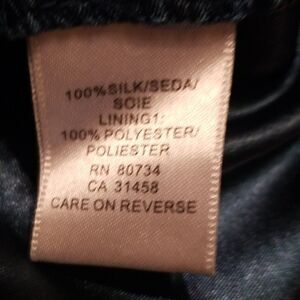 100%SILK/SEDA/
SOIE
LINING1:
100% POLYESTER/
POLIESTER
RN 80734
CA 31458
CARE ON REVERSE